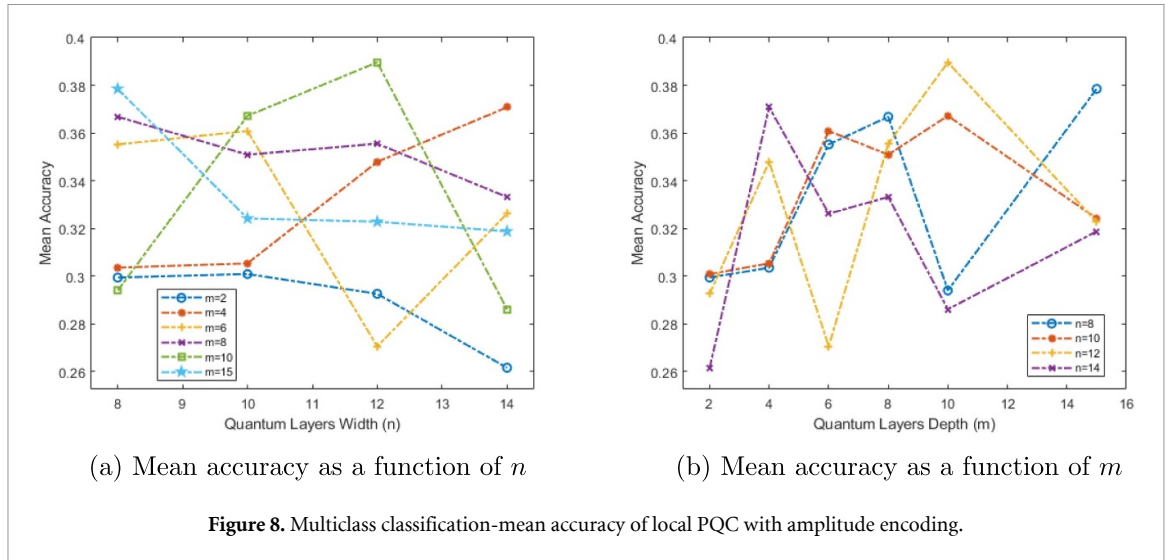 0.4
0.38
0.36
0.34
0.32
0.3
0.28
0.26
Mean Accuracy
m=2
m=4
m=6
m=8
m=10
m=15
8 9 10 11 12 13 14
Quantum Layers Width (n)
(a) Mean accuracy as a function of n
0.4
0.38
0.36
0.34
0.32
0.3
0.28
0.26
Mean Accuracy
n=8
n=10
n=12
n=14
2 4 6 8 10 12 14 16
Quantum Layers Depth (m)
(b) Mean accuracy as a function of m
Figure 8. Multiclass classification-mean accuracy of local PQC with amplitude encoding.